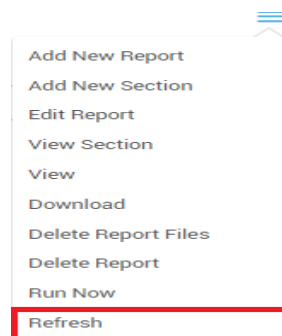 Add New Report
Add New Section
Edit Report
View Section
View
Download
Delete Report Files
Delete Report
Run Now
Refresh